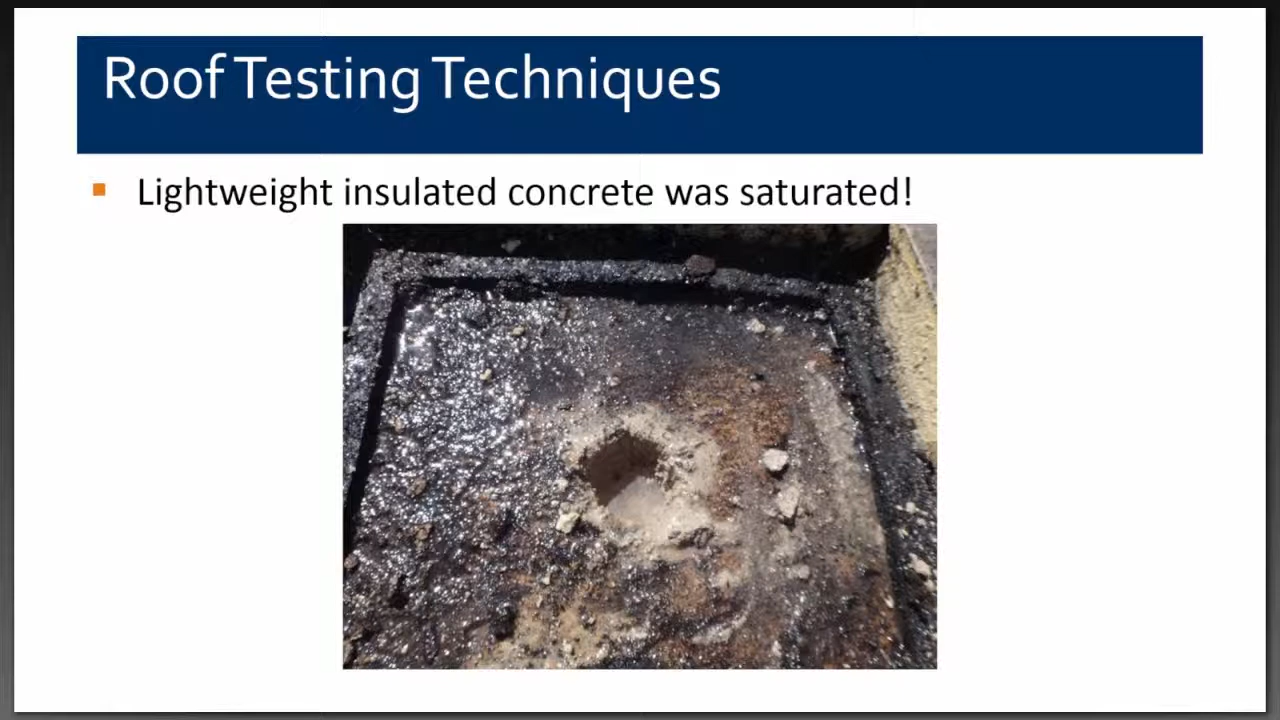 Roof Testing Techniques
Lightweight insulated concrete was saturated!